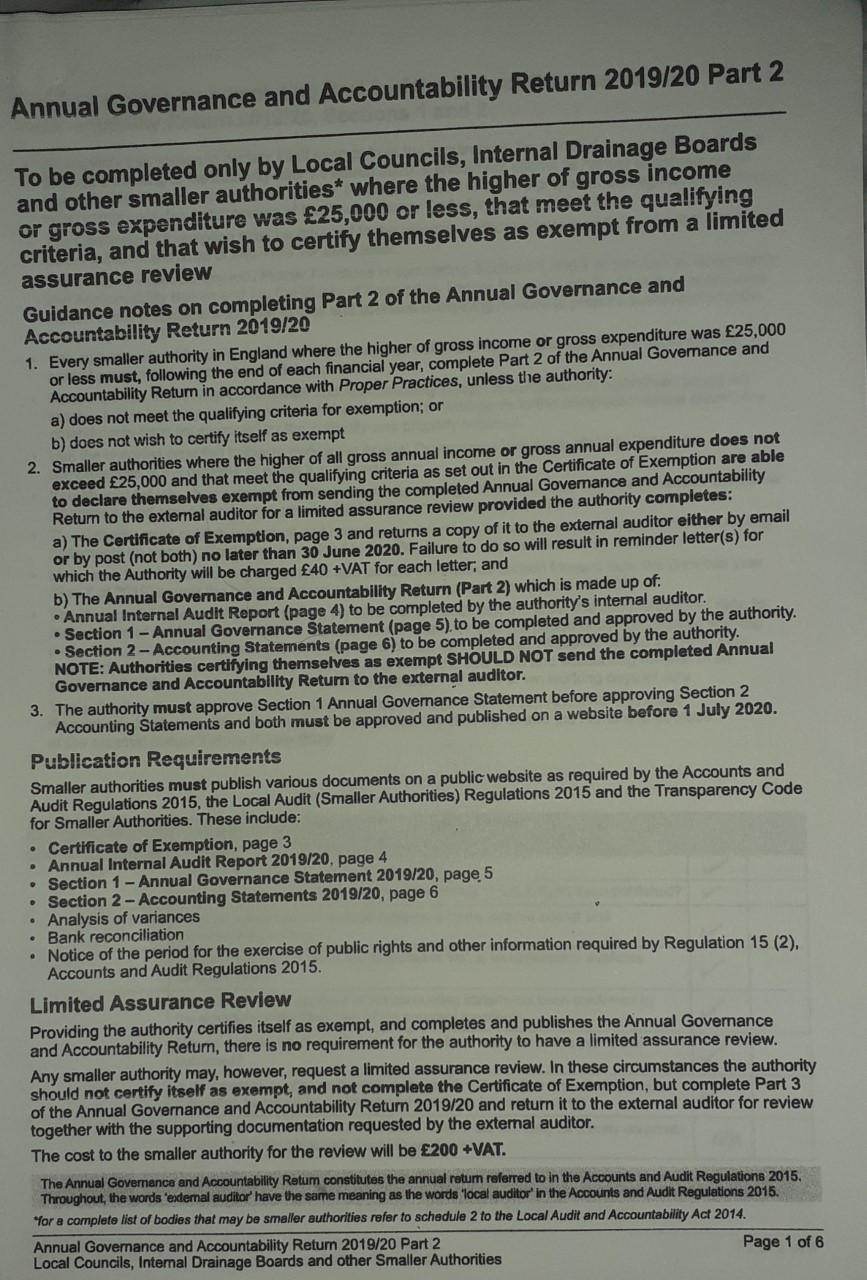 Annual Governance and Accountability Return 2019/20 Part 2
To be completed only by Local Councils, Internal Drainage Boards
and other smaller authorities* where the higher of gross income
or gross expenditure was £25,000 or less, that meet the qualifying
criteria, and that wish to certify themselves as exempt from a limited
assurance review
Guidance notes on completing Part 2 of the Annual Governance and
Accountability Return 2019/20
1. Every smaller authority in England where the higher of gross income or gross expenditure was £25,000
or less must, following the end of each financial year, complete Part 2 of the Annual Governance and
Accountability Return in accordance with Proper Practices, unless the authority:
a) does not meet the qualifying criteria for exemption; or
b) does not wish to certify itself as exempt
2. Smaller authorities where the higher of all gross annual income or gross annual expenditure does not
exceed £25,000 and that meet the qualifying criteria as set out in the Certificate of Exemption are able
to declare themselves exempt from sending the completed Annual Governance and Accountability
Return to the external auditor for a limited assurance review provided the authority completes:
a) The Certificate of Exemption, page 3 and returns a copy of it to the external auditor either by email
or by post (not both) no later than 30 June 2020. Failure to do so will result in reminder letter(s) for
which the Authority will be charged £40 +VAT for each letter; and
b) The Annual Governance and Accountability Return (Part 2) which is made up of:
• Annual Internal Audit Report (page 4) to be completed by the authority's internal auditor.
• Section 1 – Annual Governance Statement (page 5) to be completed and approved by the authority.
• Section 2 – Accounting Statements (page 6) to be completed and approved by the authority.
NOTE: Authorities certifying themselves as exempt SHOULD NOT send the completed Annual
Governance and Accountability Return to the external auditor.
3. The authority must approve Section 1 Annual Governance Statement before approving Section 2
Accounting Statements and both must be approved and published on a website before 1 July 2020.
Publication Requirements
Smaller authorities must publish various documents on a public website as required by the Accounts and
Audit Regulations 2015, the Local Audit (Smaller Authorities) Regulations 2015 and the Transparency Code
for Smaller Authorities. These include:
• Certificate of Exemption, page 3
• Annual Internal Audit Report 2019/20, page 4
• Section 1 – Annual Governance Statement 2019/20, page 5
• Section 2 – Accounting Statements 2019/20, page 6
• Analysis of variances
• Bank reconciliation
• Notice of the period for the exercise of public rights and other information required by Regulation 15 (2),
Accounts and Audit Regulations 2015.
Limited Assurance Review
Providing the authority certifies itself as exempt, and completes and publishes the Annual Governance
and Accountability Return, there is no requirement for the authority to have a limited assurance review.
Any smaller authority may, however, request a limited assurance review. In these circumstances the authority
should not certify itself as exempt, and not complete the Certificate of Exemption, but complete Part 3
of the Annual Governance and Accountability Return 2019/20 and return it to the external auditor for review
together with the supporting documentation requested by the external auditor.
The cost to the smaller authority for the review will be £200 +VAT.
The Annual Governance and Accountability Return constitutes the annual return referred to in the Accounts and Audit Regulations 2015.
Throughout, the words 'external auditor' have the same meaning as the words 'local auditor' in the Accounts and Audit Regulations 2015.
*for a complete list of bodies that may be smaller authorities refer to schedule 2 to the Local Audit and Accountability Act 2014.
Annual Governance and Accountability Return 2019/20 Part 2 Page 1 of 6
Local Councils, Internal Drainage Boards and other Smaller Authorities